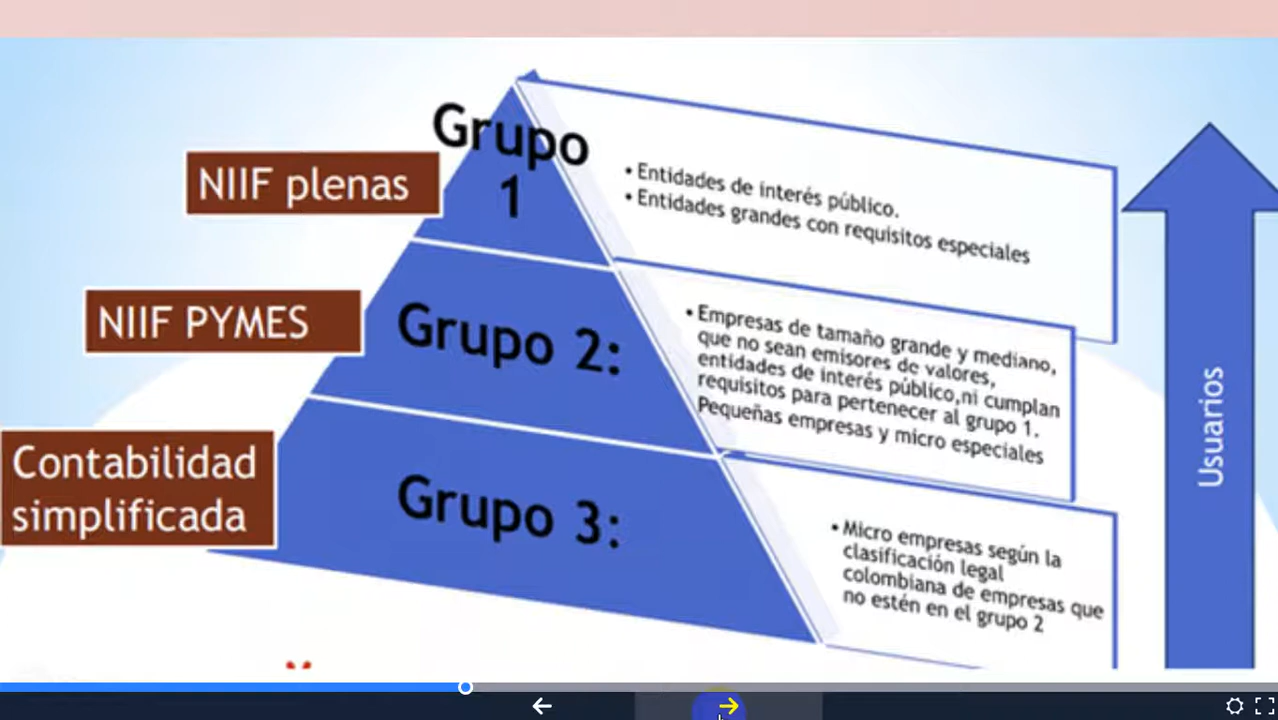 Grupo
1
NIIF plenas
• Entidades de interés público.
• Entidades grandes con requisitos especiales
NIIF PYMES
Grupo 2:
• Empresas de tamaño grande y mediano,
que no sean emisores de valores,
entidades de interés público,ni cumplan
requisitos para pertenecer al grupo 1.
Pequeñas empresas y micro especiales
Contabilidad
simplificada
Grupo 3:
• Micro empresas según la
clasificación legal
colombiana de empresas que
no estén en el grupo 2
Usuarios